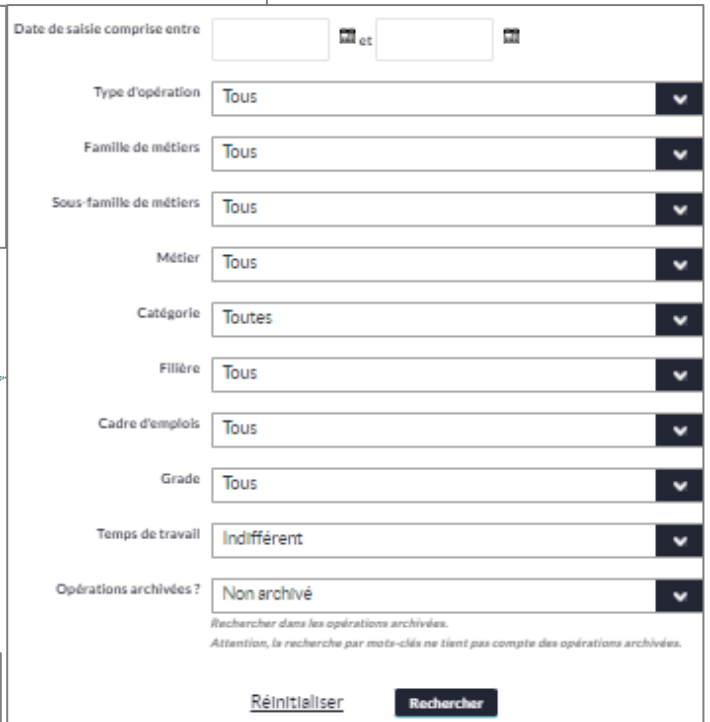 Date de saisie comprise entre et
Type d'opération Tous
Famille de métiers Tous
Sous-famille de métiers Tous
Métier Tous
Catégorie Toutes
Filière Tous
Cadre d'emplois Tous
Grade Tous
Temps de travail Indifférent
Opérations archivées ? Non archivé
Rechercher dans les opérations archivées.
Attention, la recherche par mots-clés ne tient pas compte des opérations archivées.
Réinitialiser Rechercher